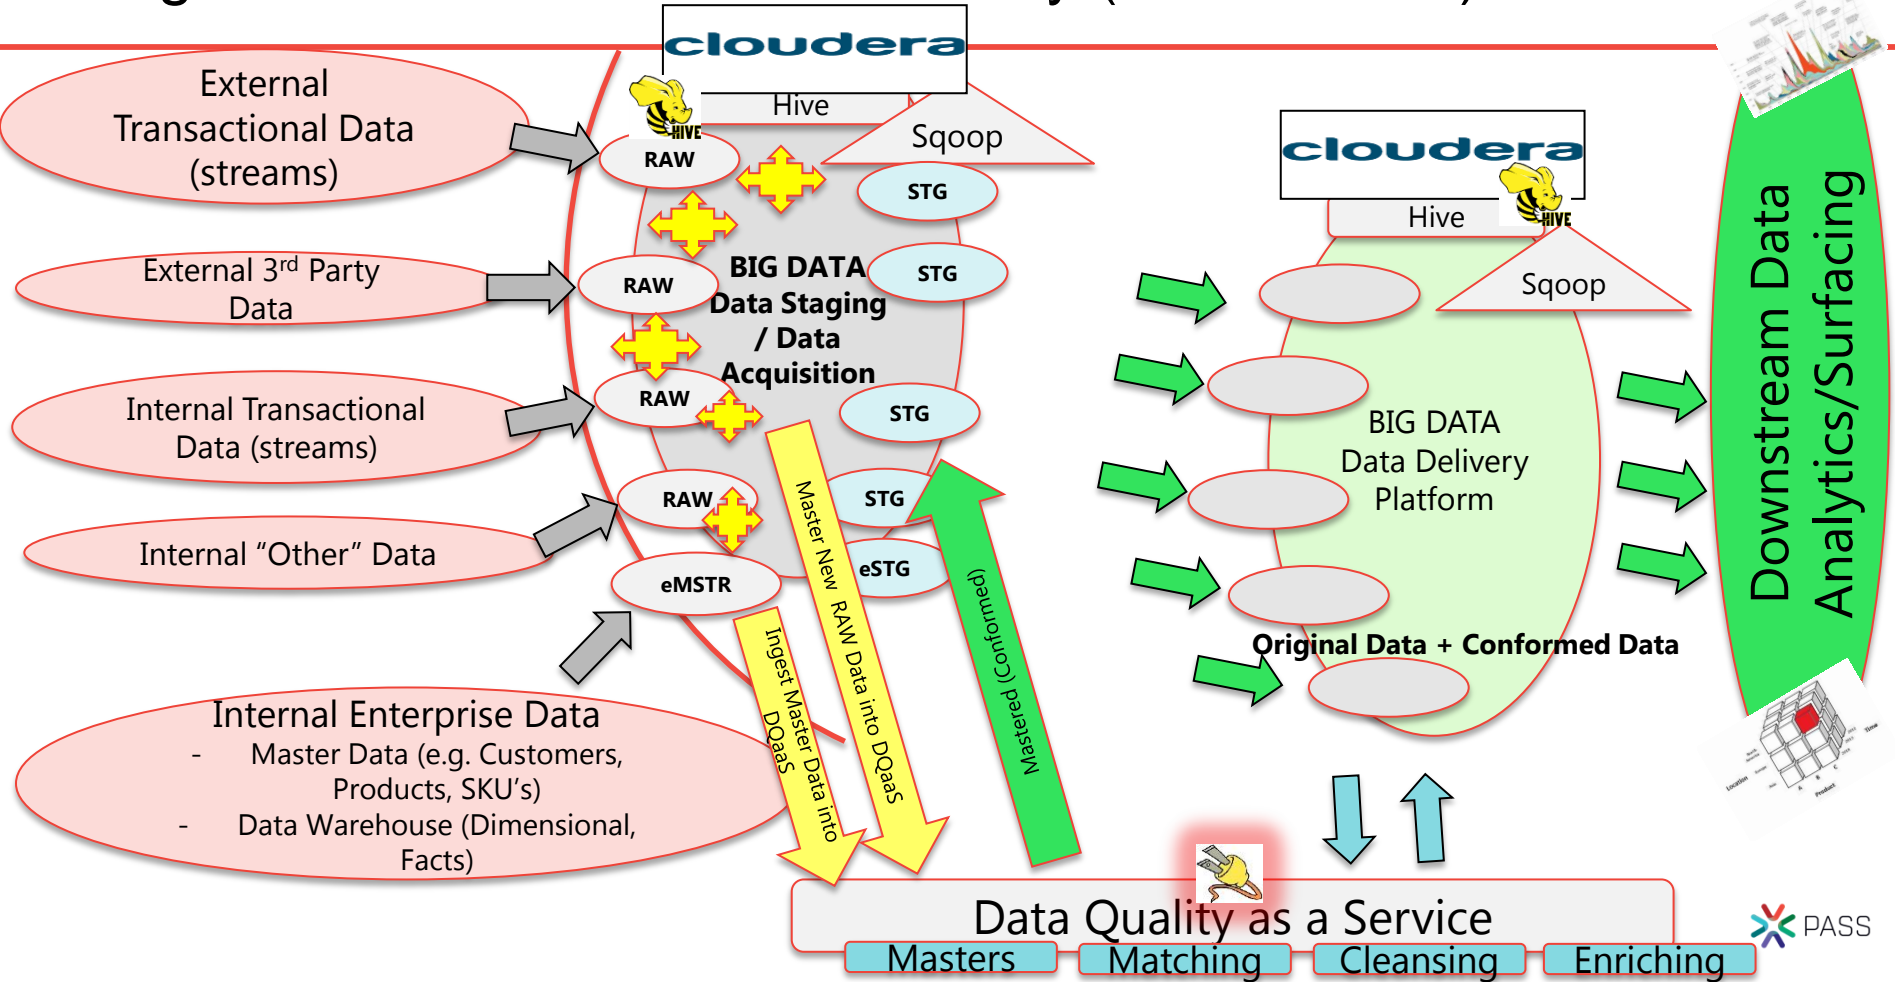 cloudera
Hive
HIVE
Sqoop
External
Transactional Data
(streams)
External 3rd Party
Data
Internal Transactional
Data (streams)
Internal “Other” Data
Internal Enterprise Data
- Master Data (e.g. Customers,
Products, SKU’s)
- Data Warehouse (Dimensional,
Facts)
RAW
RAW
RAW
RAW
eMSTR
BIG DATA
Data Staging
/ Data
Acquisition
STG
STG
STG
STG
eSTG
Ingest Master Data into
DQaaS
Master New RAW Data into DQaaS
Mastered (Conformed)
cloudera
Hive
HIVE
Sqoop
BIG DATA
Data Delivery
Platform
Original Data + Conformed Data
Downstream Data
Analytics/Surfacing
Location
Product
Time
A
B
C
Data Quality as a Service
Masters
Matching
Cleansing
Enriching
PASS